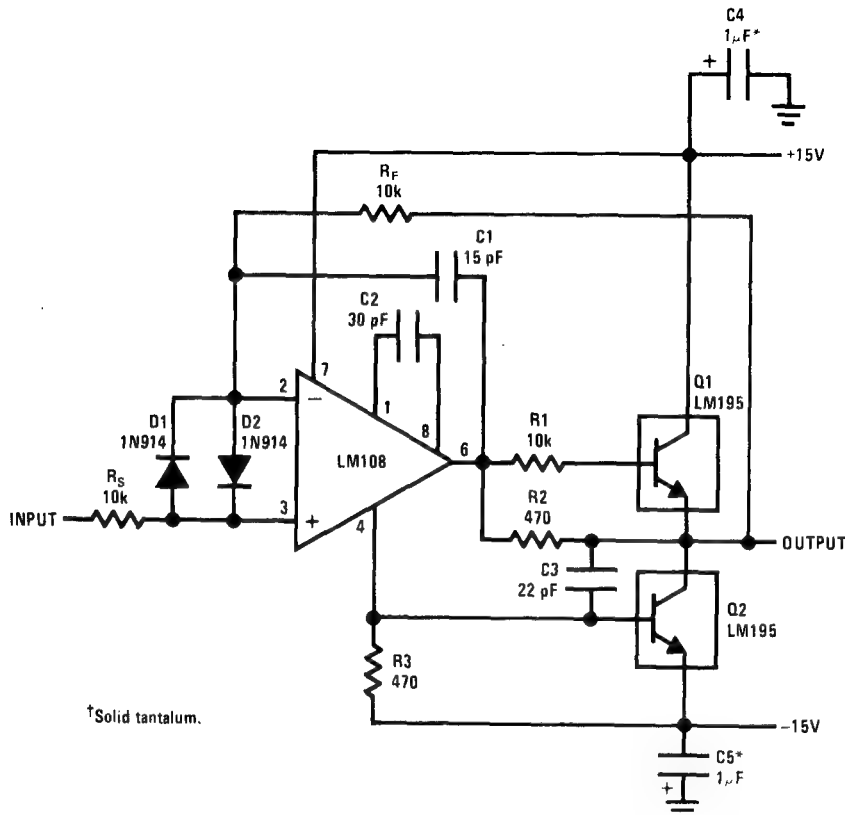 C4
1μF*
+
+15V
RF
10k
C1
15 pF
C2
30 pF
7
Q1
LM195
2
−
1
D1
1N914
D2
1N914
8
6
R1
10k
LM108
RS
10k
R2
470
INPUT
3
+
4
OUTPUT
C3
22 pF
Q2
LM195
R3
470
†Solid tantalum.
−15V
C5*
1μF
+